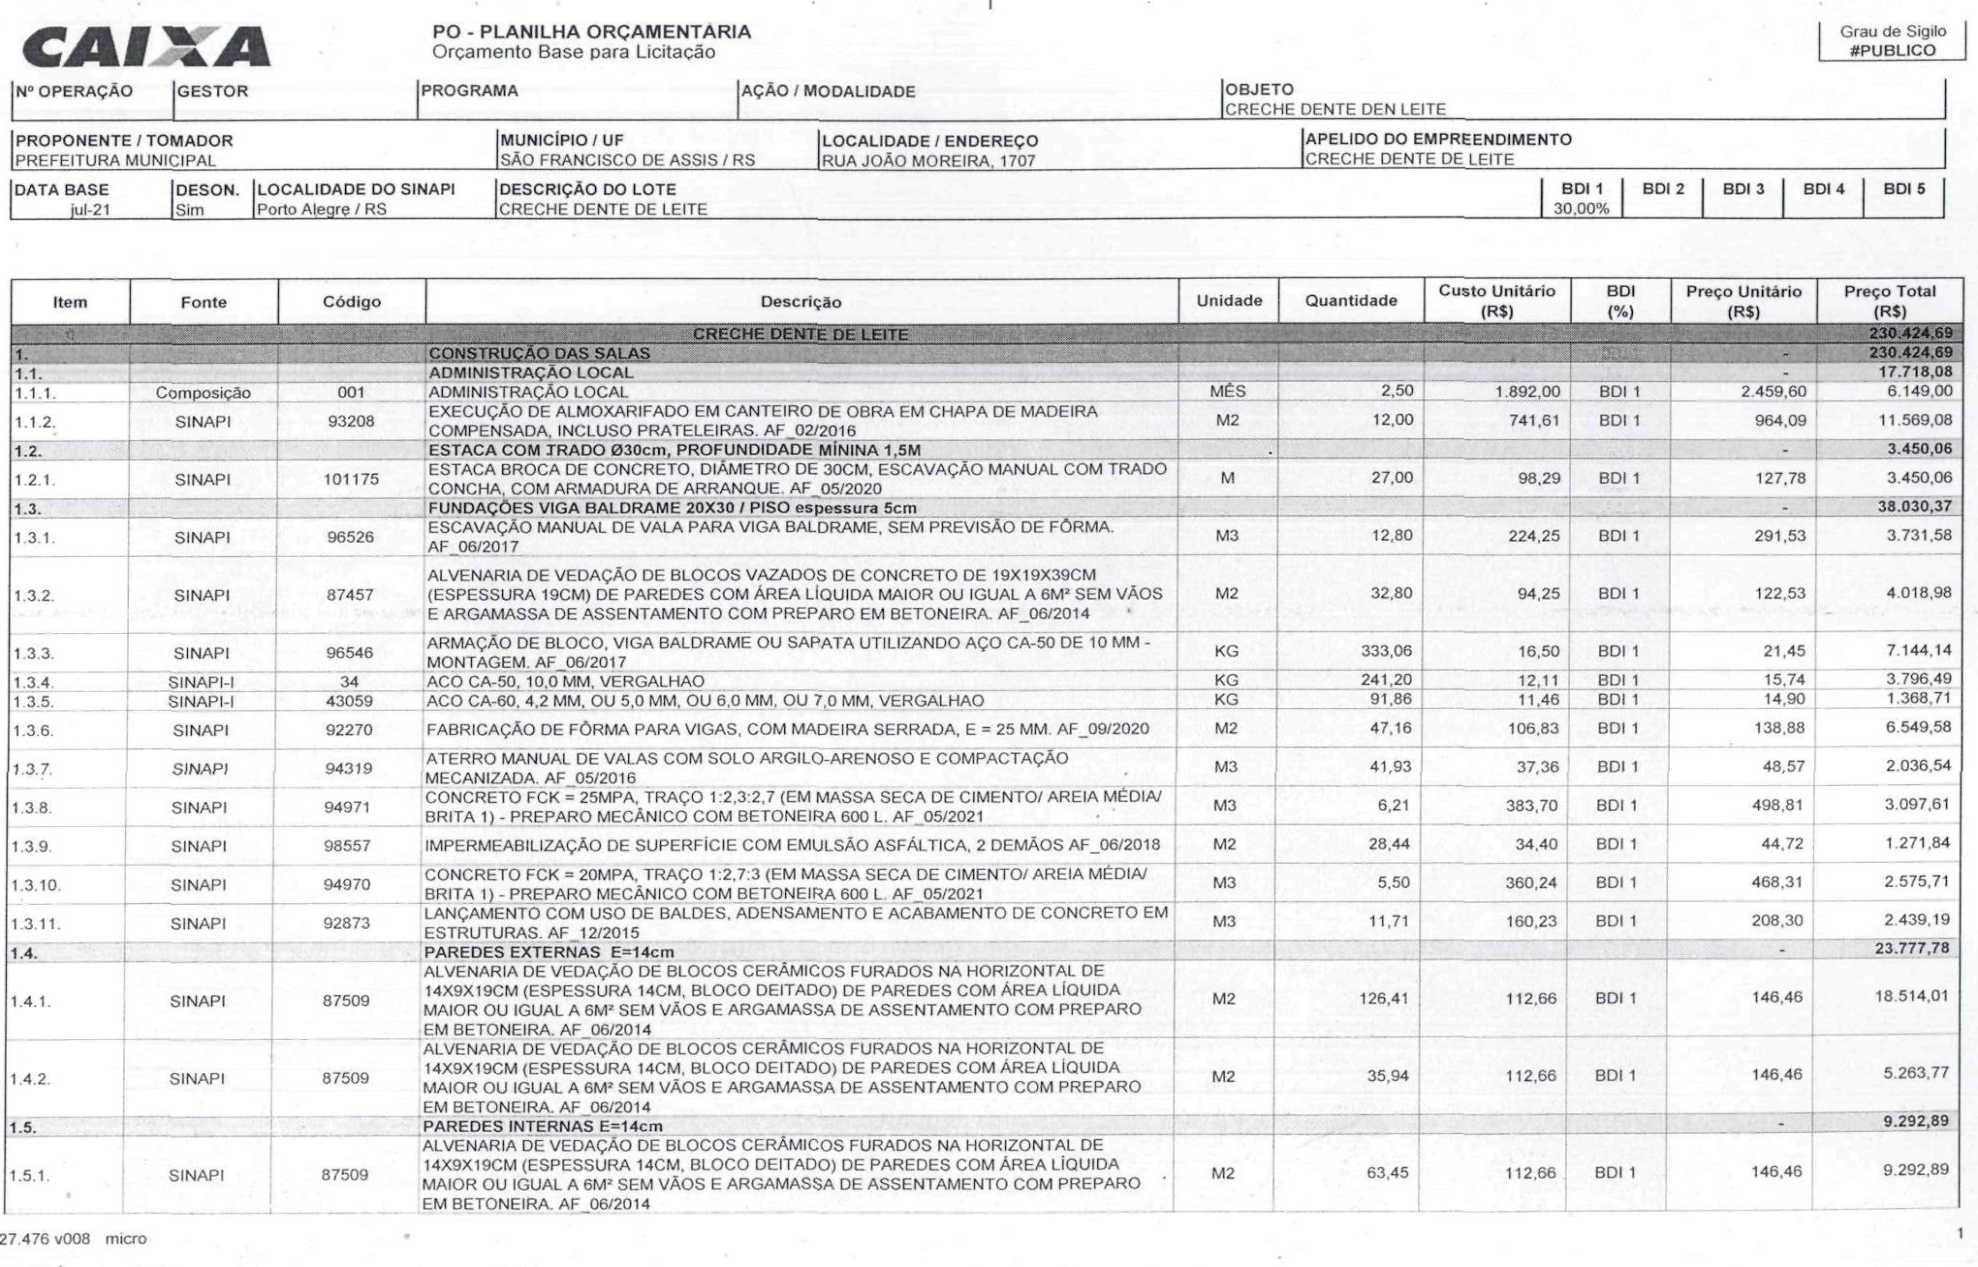 CAIXA
PO - PLANILHA ORÇAMENTÁRIA
Orçamento Base para Licitação
Grau de Sigilo
#PUBLICO
Nº OPERAÇÃO GESTOR PROGRAMA AÇÃO / MODALIDADE OBJETO
CRECHE DENTE DEN LEITE
PROPONENTE / TOMADOR MUNICÍPIO / UF LOCALIDADE / ENDEREÇO APELIDO DO EMPREENDIMENTO
PREFEITURA MUNICIPAL SÃO FRANCISCO DE ASSIS / RS RUA JOÃO MOREIRA, 1707 CRECHE DENTE DE LEITE
DATA BASE DESON. LOCALIDADE DO SINAPI DESCRIÇÃO DO LOTE BDI 1 BDI 2 BDI 3 BDI 4 BDI 5
jul-21 Sim Porto Alegre / RS CRECHE DENTE DE LEITE 30,00%
Item Fonte Código Descrição Unidade Quantidade Custo Unitário (R$) BDI (%) Preço Unitário (R$) Preço Total (R$)
CRECHE DENTE DE LEITE 230.424,69
1. CONSTRUÇÃO DAS SALAS - 230.424,69
1.1. ADMINISTRAÇÃO LOCAL - 17.718,08
1.1.1. Composição 001 ADMINISTRAÇÃO LOCAL MÊS 2,50 1.892,00 BDI 1 2.459,60 6.149,00
1.1.2. SINAPI 93208 EXECUÇÃO DE ALMOXARIFADO EM CANTEIRO DE OBRA EM CHAPA DE MADEIRA
COMPENSADA, INCLUSO PRATELEIRAS. AF_02/2016 M2 12,00 741,61 BDI 1 964,09 11.569,08
1.2. ESTACA COM TRADO Ø30cm, PROFUNDIDADE MÍNINA 1,5M - 3.450,06
1.2.1. SINAPI 101175 ESTACA BROCA DE CONCRETO, DIÂMETRO DE 30CM, ESCAVAÇÃO MANUAL COM TRADO
CONCHA, COM ARMADURA DE ARRANQUE. AF_05/2020 M 27,00 98,29 BDI 1 127,78 3.450,06
1.3. FUNDAÇÕES VIGA BALDRAME 20X30 / PISO espessura 5cm - 38.030,37
1.3.1. SINAPI 96526 ESCAVAÇÃO MANUAL DE VALA PARA VIGA BALDRAME, SEM PREVISÃO DE FÔRMA.
AF_06/2017 M3 12,80 224,25 BDI 1 291,53 3.731,58
1.3.2. SINAPI 87457 ALVENARIA DE VEDAÇÃO DE BLOCOS VAZADOS DE CONCRETO DE 19X19X39CM
(ESPESSURA 19CM) DE PAREDES COM ÁREA LÍQUIDA MAIOR OU IGUAL A 6M² SEM VÃOS
E ARGAMASSA DE ASSENTAMENTO COM PREPARO EM BETONEIRA. AF_06/2014 M2 32,80 94,25 BDI 1 122,53 4.018,98
1.3.3. SINAPI 96546 ARMAÇÃO DE BLOCO, VIGA BALDRAME OU SAPATA UTILIZANDO AÇO CA-50 DE 10 MM -
MONTAGEM. AF_06/2017 KG 333,06 16,50 BDI 1 21,45 7.144,14
1.3.4. SINAPI-I 34 ACO CA-50, 10,0 MM, VERGALHAO KG 241,20 12,11 BDI 1 15,74 3.796,49
1.3.5. SINAPI-I 43059 ACO CA-60, 4,2 MM, OU 5,0 MM, OU 6,0 MM, OU 7,0 MM, VERGALHAO KG 91,86 11,46 BDI 1 14,90 1.368,71
1.3.6. SINAPI 92270 FABRICAÇÃO DE FÔRMA PARA VIGAS, COM MADEIRA SERRADA, E = 25 MM. AF_09/2020 M2 47,16 106,83 BDI 1 138,88 6.549,58
1.3.7. SINAPI 94319 ATERRO MANUAL DE VALAS COM SOLO ARGILO-ARENOSO E COMPACTAÇÃO
MECANIZADA. AF_05/2016 M3 41,93 37,36 BDI 1 48,57 2.036,54
1.3.8. SINAPI 94971 CONCRETO FCK = 25MPA, TRAÇO 1:2,3:2,7 (EM MASSA SECA DE CIMENTO/ AREIA MÉDIA/
BRITA 1) - PREPARO MECÂNICO COM BETONEIRA 600 L. AF_05/2021 M3 6,21 383,70 BDI 1 498,81 3.097,61
1.3.9. SINAPI 98557 IMPERMEABILIZAÇÃO DE SUPERFÍCIE COM EMULSÃO ASFÁLTICA, 2 DEMÃOS AF_06/2018 M2 28,44 34,40 BDI 1 44,72 1.271,84
1.3.10. SINAPI 94970 CONCRETO FCK = 20MPA, TRAÇO 1:2,7:3 (EM MASSA SECA DE CIMENTO/ AREIA MÉDIA/
BRITA 1) - PREPARO MECÂNICO COM BETONEIRA 600 L. AF_05/2021 M3 5,50 360,24 BDI 1 468,31 2.575,71
1.3.11. SINAPI 92873 LANÇAMENTO COM USO DE BALDES, ADENSAMENTO E ACABAMENTO DE CONCRETO EM
ESTRUTURAS. AF_12/2015 M3 11,71 160,23 BDI 1 208,30 2.439,19
1.4. PAREDES EXTERNAS E=14cm - 23.777,78
1.4.1. SINAPI 87509 ALVENARIA DE VEDAÇÃO DE BLOCOS CERÂMICOS FURADOS NA HORIZONTAL DE
14X9X19CM (ESPESSURA 14CM, BLOCO DEITADO) DE PAREDES COM ÁREA LÍQUIDA
MAIOR OU IGUAL A 6M² SEM VÃOS E ARGAMASSA DE ASSENTAMENTO COM PREPARO
EM BETONEIRA. AF_06/2014 M2 126,41 112,66 BDI 1 146,46 18.514,01
1.4.2. SINAPI 87509 ALVENARIA DE VEDAÇÃO DE BLOCOS CERÂMICOS FURADOS NA HORIZONTAL DE
14X9X19CM (ESPESSURA 14CM, BLOCO DEITADO) DE PAREDES COM ÁREA LÍQUIDA
MAIOR OU IGUAL A 6M² SEM VÃOS E ARGAMASSA DE ASSENTAMENTO COM PREPARO
EM BETONEIRA. AF_06/2014 M2 35,94 112,66 BDI 1 146,46 5.263,77
1.5. PAREDES INTERNAS E=14cm - 9.292,89
1.5.1. SINAPI 87509 ALVENARIA DE VEDAÇÃO DE BLOCOS CERÂMICOS FURADOS NA HORIZONTAL DE
14X9X19CM (ESPESSURA 14CM, BLOCO DEITADO) DE PAREDES COM ÁREA LÍQUIDA
MAIOR OU IGUAL A 6M² SEM VÃOS E ARGAMASSA DE ASSENTAMENTO COM PREPARO
EM BETONEIRA. AF_06/2014 M2 63,45 112,66 BDI 1 146,46 9.292,89
27.476 v008 micro 1